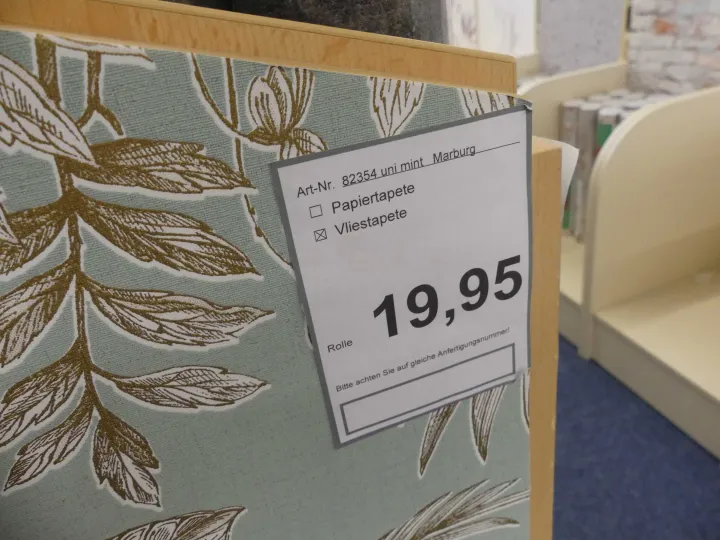 Art-Nr. 82354 uni mint Marburg
☐ Papiertapete
☒ Vliestapete
19,95
Rolle
Bitte achten Sie auf gleiche Anfertigungsnummer!